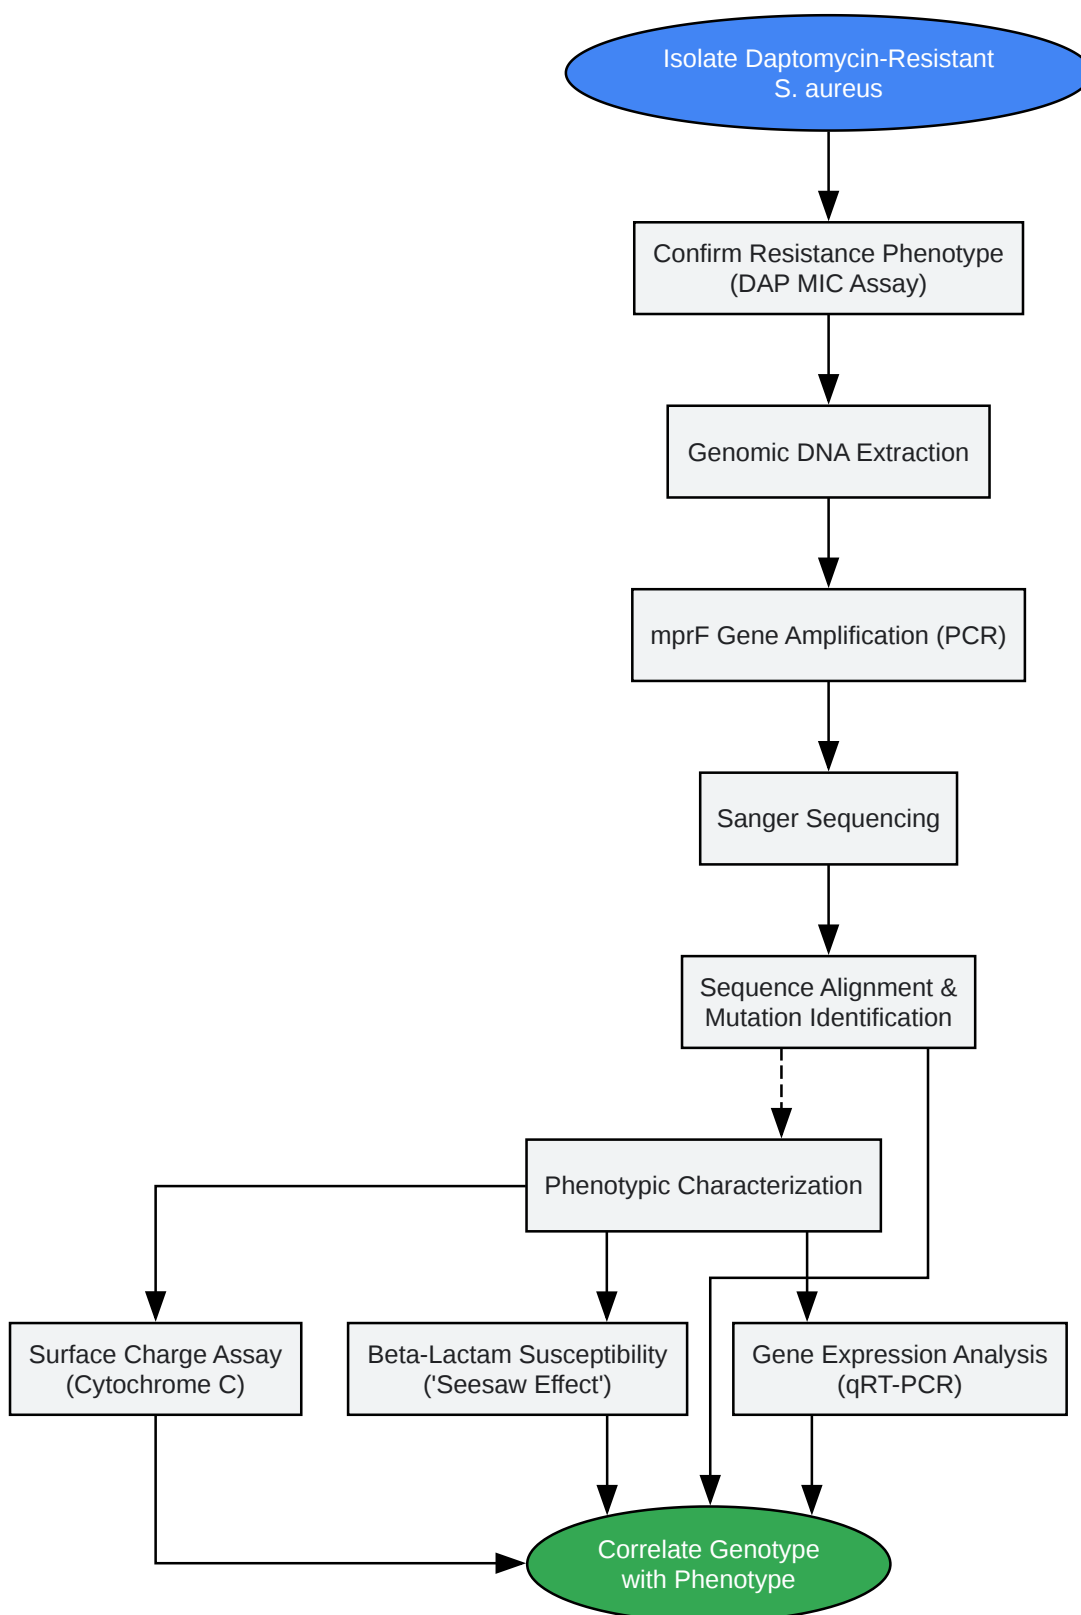 Isolate Daptomycin-Resistant
S. aureus
Confirm Resistance Phenotype
(DAP MIC Assay)
Genomic DNA Extraction
mprF Gene Amplification (PCR)
Sanger Sequencing
Sequence Alignment &
Mutation Identification
Phenotypic Characterization
Surface Charge Assay
(Cytochrome C)
Beta-Lactam Susceptibility
('Seesaw Effect')
Gene Expression Analysis
(qRT-PCR)
Correlate Genotype
with Phenotype